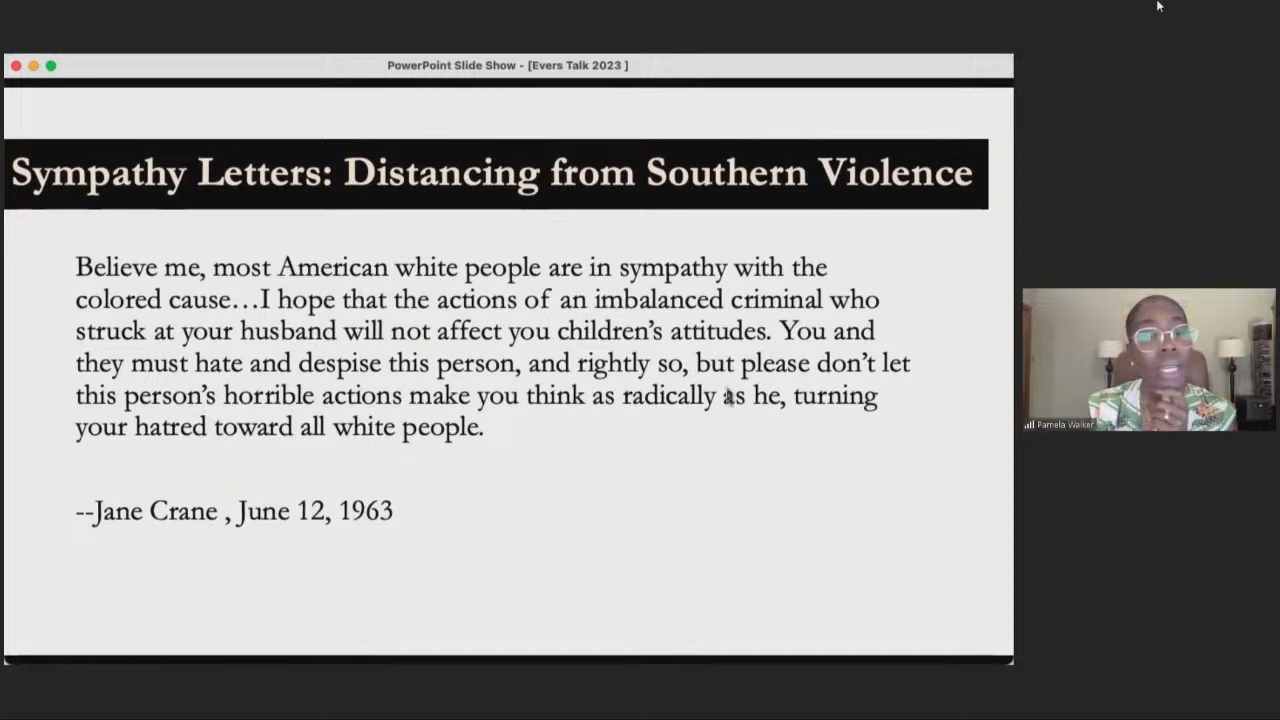 PowerPoint Slide Show - [Evers Talk 2023 ]
Sympathy Letters: Distancing from Southern Violence
Believe me, most American white people are in sympathy with the
colored cause…I hope that the actions of an imbalanced criminal who
struck at your husband will not affect you children’s attitudes. You and
they must hate and despise this person, and rightly so, but please don’t let
this person’s horrible actions make you think as radically as he, turning
your hatred toward all white people.
--Jane Crane , June 12, 1963
Pamela Walker